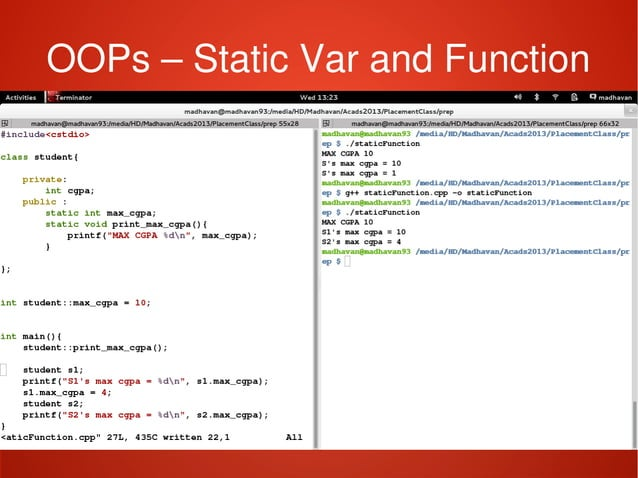 OOPs – Static Var and Function
Activities Terminator Wed 13:23 madhavan
madhavan@madhavan93:/media/HD/Madhavan/Acads2013/PlacementClass/prep
madhavan@madhavan93:/media/HD/Madhavan/Acads2013/PlacementClass/prep 55x28
#include<cstdio>
class student{
private:
int cgpa;
public :
static int max_cgpa;
static void print_max_cgpa(){
printf("MAX CGPA %d\n", max_cgpa);
}
};
int student::max_cgpa = 10;
int main(){
student::print_max_cgpa();
student s1;
printf("S1's max cgpa = %d\n", s1.max_cgpa);
s1.max_cgpa = 4;
student s2;
printf("S2's max cgpa = %d\n", s2.max_cgpa);
}
<aticFunction.cpp" 27L, 435C written 22,1 All
madhavan@madhavan93:/media/HD/Madhavan/Acads2013/PlacementClass/prep 66x32
madhavan@madhavan93 /media/HD/Madhavan/Acads2013/PlacementClass/pr
ep $ ./staticFunction
MAX CGPA 10
S's max cgpa = 10
S's max cgpa = 1
madhavan@madhavan93 /media/HD/Madhavan/Acads2013/PlacementClass/pr
ep $ g++ staticFunction.cpp -o staticFunction
madhavan@madhavan93 /media/HD/Madhavan/Acads2013/PlacementClass/pr
ep $ ./staticFunction
MAX CGPA 10
S1's max cgpa = 10
S2's max cgpa = 4
madhavan@madhavan93 /media/HD/Madhavan/Acads2013/PlacementClass/pr
ep $